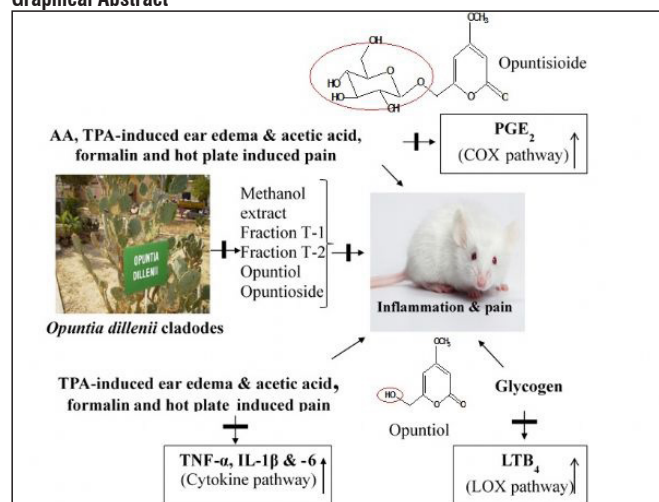 Graphical Abstract
OCH3
OH
Opuntisioide
O
O
HO
HO
OH
O
O
AA, TPA-induced ear edema & acetic acid,
formalin and hot plate induced pain
PGE2
(COX pathway)
Methanol
extract
Fraction T-1
Fraction T-2
Opuntiol
Opuntioside
OPUNTIA
DILLENII
Inflammation & pain
Opuntia dillenii cladodes
OCH3
TPA-induced ear edema & acetic acid,
formalin and hot plate induced pain
HO
O
O
Glycogen
Opuntiol
TNF-α, IL-1β & -6
(Cytokine pathway)
LTB4
(LOX pathway)